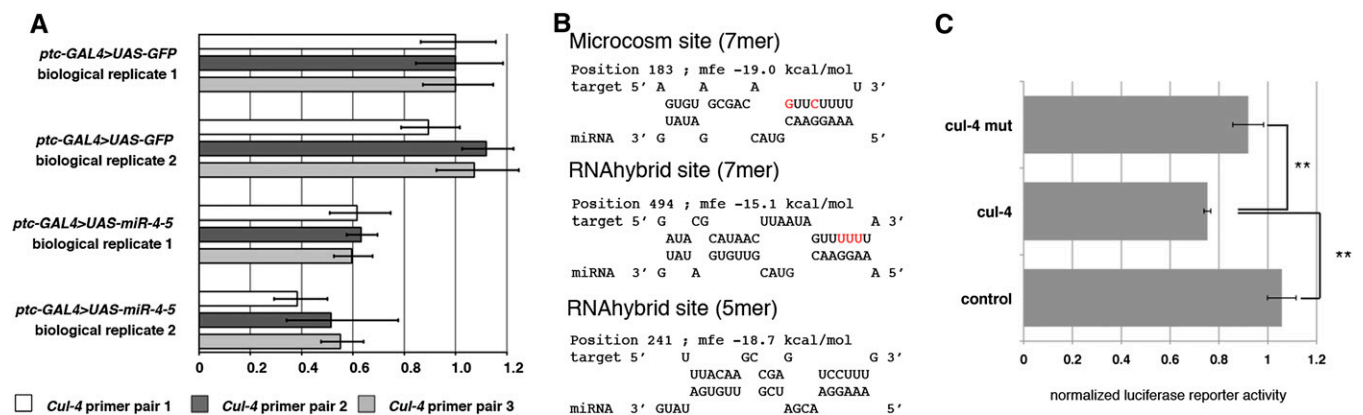 A
ptc-GAL4>UAS-GFP
biological replicate 1
ptc-GAL4>UAS-GFP
biological replicate 2
ptc-GAL4>UAS-miR-4-5
biological replicate 1
ptc-GAL4>UAS-miR-4-5
biological replicate 2
0 0.2 0.4 0.6 0.8 1.0 1.2
Cul-4 primer pair 1 Cul-4 primer pair 2 Cul-4 primer pair 3
B
Microcosm site (7mer)
Position 183 ; mfe -19.0 kcal/mol
target 5' A A A U 3'
GUGU GCGAC GUUCUUUU
UAUA CAAGGAAA
miRNA 3' G G CAUG 5'
RNAhybrid site (7mer)
Position 494 ; mfe -15.1 kcal/mol
target 5' G CG UUAAUA A 3'
AUA CAUAAC GUUUUUU
UAU GUGUUG CAAGGAA
miRNA 3' G A CAUG A 5'
RNAhybrid site (5mer)
Position 241 ; mfe -18.7 kcal/mol
target 5' U GC G G 3'
UUACAA CGA UCCUUU
AGUGUU GCU AGGAAA
miRNA 3' GUAU AGCA 5'
C
cul-4 mut
cul-4
control
**
**
0 0.2 0.4 0.6 0.8 1 1.2
normalized luciferase reporter activity